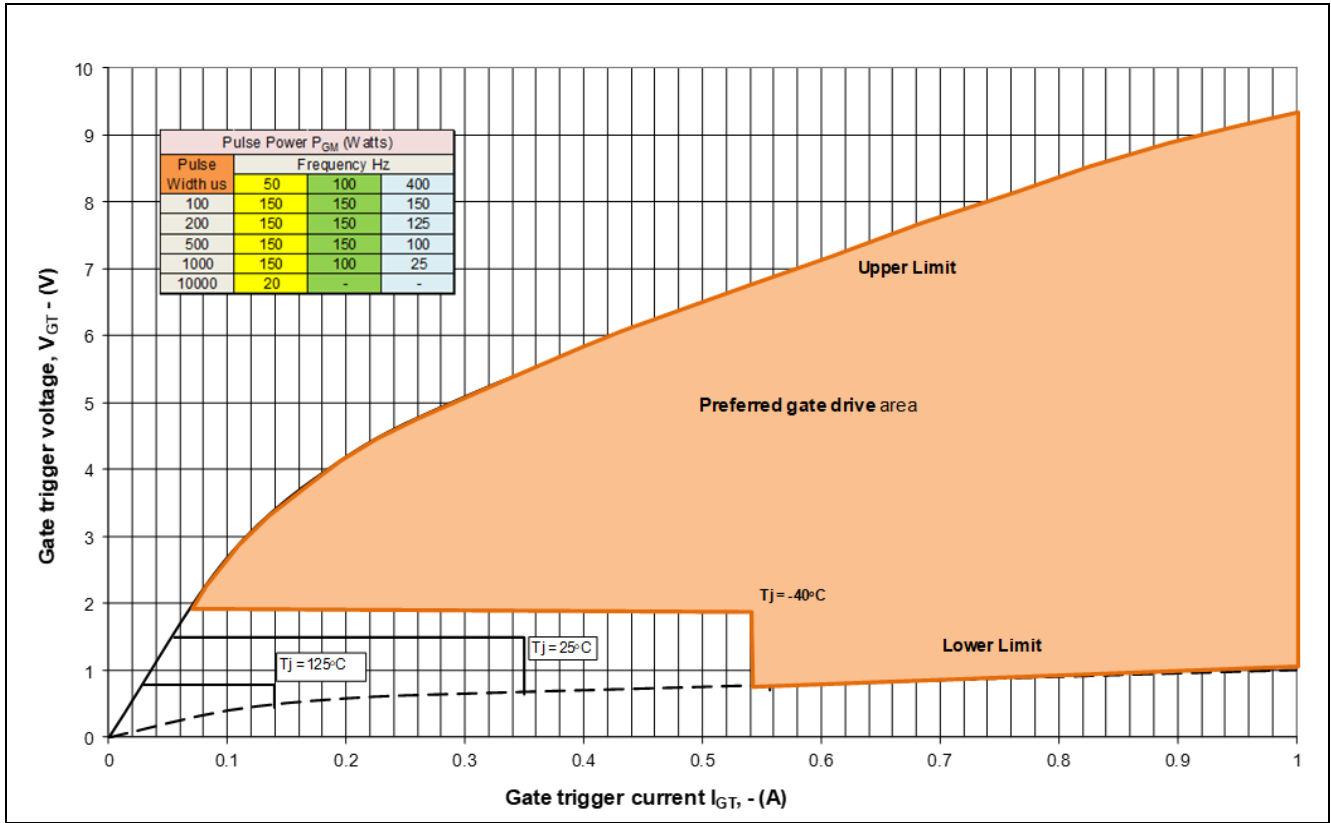 Pulse Power PGM (Watts)
Pulse Width us
Frequency Hz
50 100 400
100 150 150 150
200 150 150 125
500 150 150 100
1000 150 100 25
10000 20 - -
10
9
8
7
6
5
4
3
2
1
0
Gate trigger voltage, VGT - (V)
Upper Limit
Preferred gate drive area
Tj = -40°C
Lower Limit
Tj = 25°C
Tj = 125°C
0 0.1 0.2 0.3 0.4 0.5 0.6 0.7 0.8 0.9 1
Gate trigger current IGT, - (A)